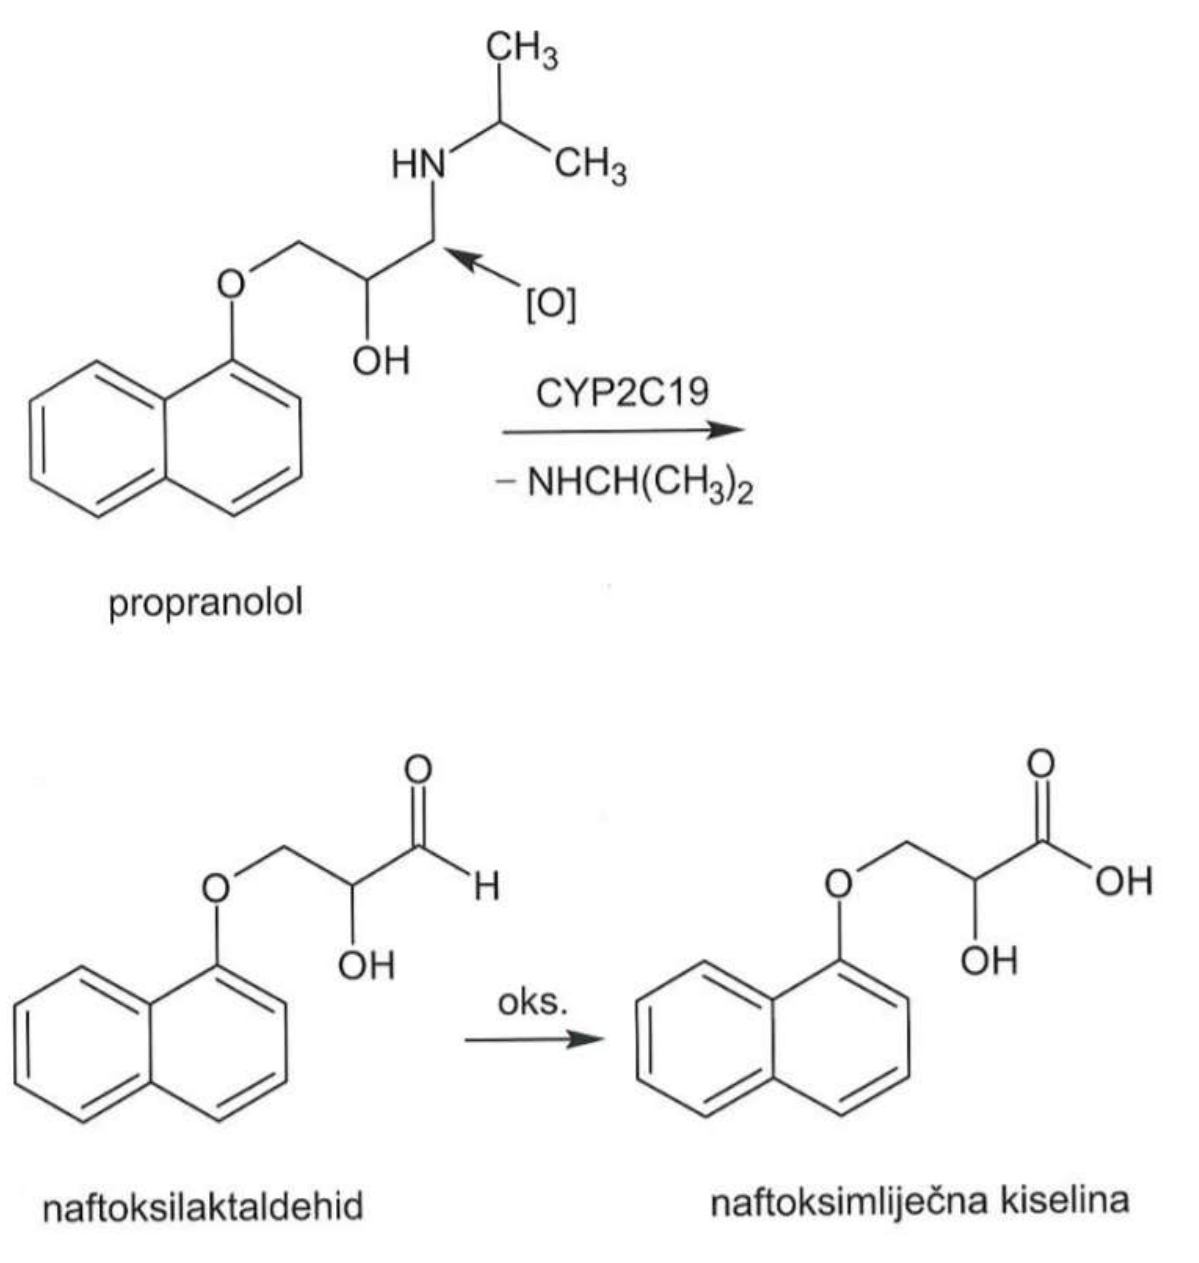 CH3
HN
CH3
O
[O]
OH
CYP2C19
– NHCH(CH3)2
propranolol
O
O
H
OH
oks.
O
O
OH
OH
naftoksilaktaldehid
naftoksimliječna kiselina